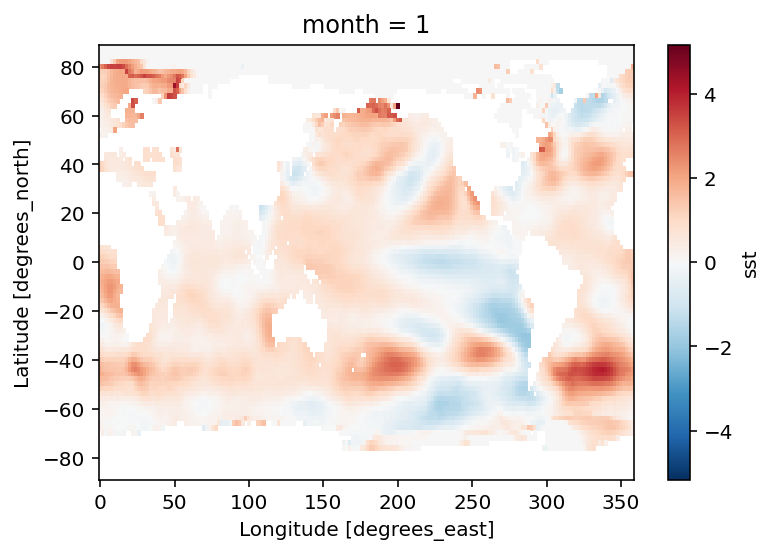 month = 1
80
60
40
20
0
−20
−40
−60
−80
Latitude [degrees_north]
0 50 100 150 200 250 300 350
Longitude [degrees_east]
4
2
0
−2
−4
sst